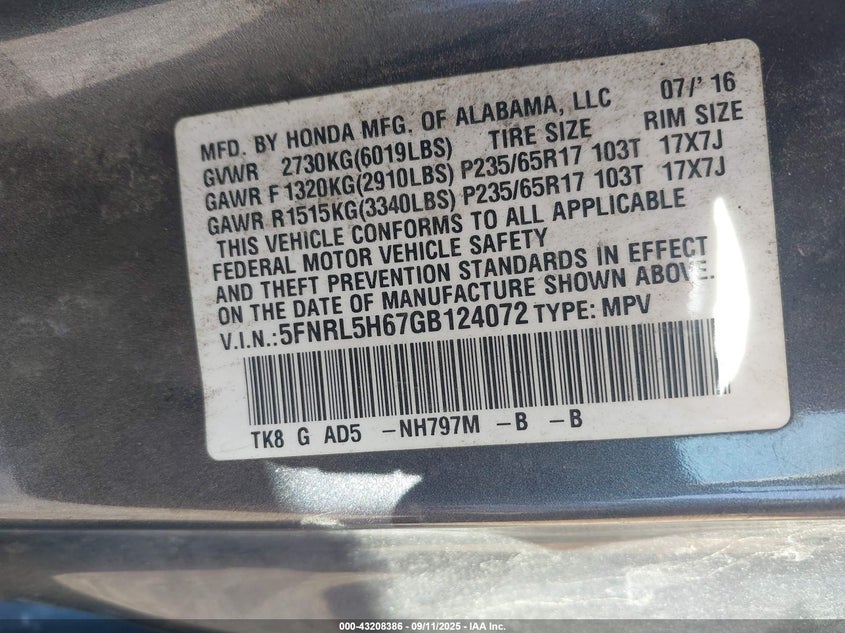 MFD. BY HONDA MFG. OF ALABAMA, LLC 07/' 16
GVWR 2730KG(6019LBS) TIRE SIZE RIM SIZE
GAWR F1320KG(2910LBS) P235/65R17 103T 17X7J
GAWR R1515KG(3340LBS) P235/65R17 103T 17X7J
THIS VEHICLE CONFORMS TO ALL APPLICABLE
FEDERAL MOTOR VEHICLE SAFETY
AND THEFT PREVENTION STANDARDS IN EFFECT
ON THE DATE OF MANUFACTURE SHOWN ABOVE.
V.I.N.:5FNRL5H67GB124072 TYPE: MPV
TK8 G AD5 -NH797M -B -B
000-43208386 - 09/11/2025 - IAA Inc.